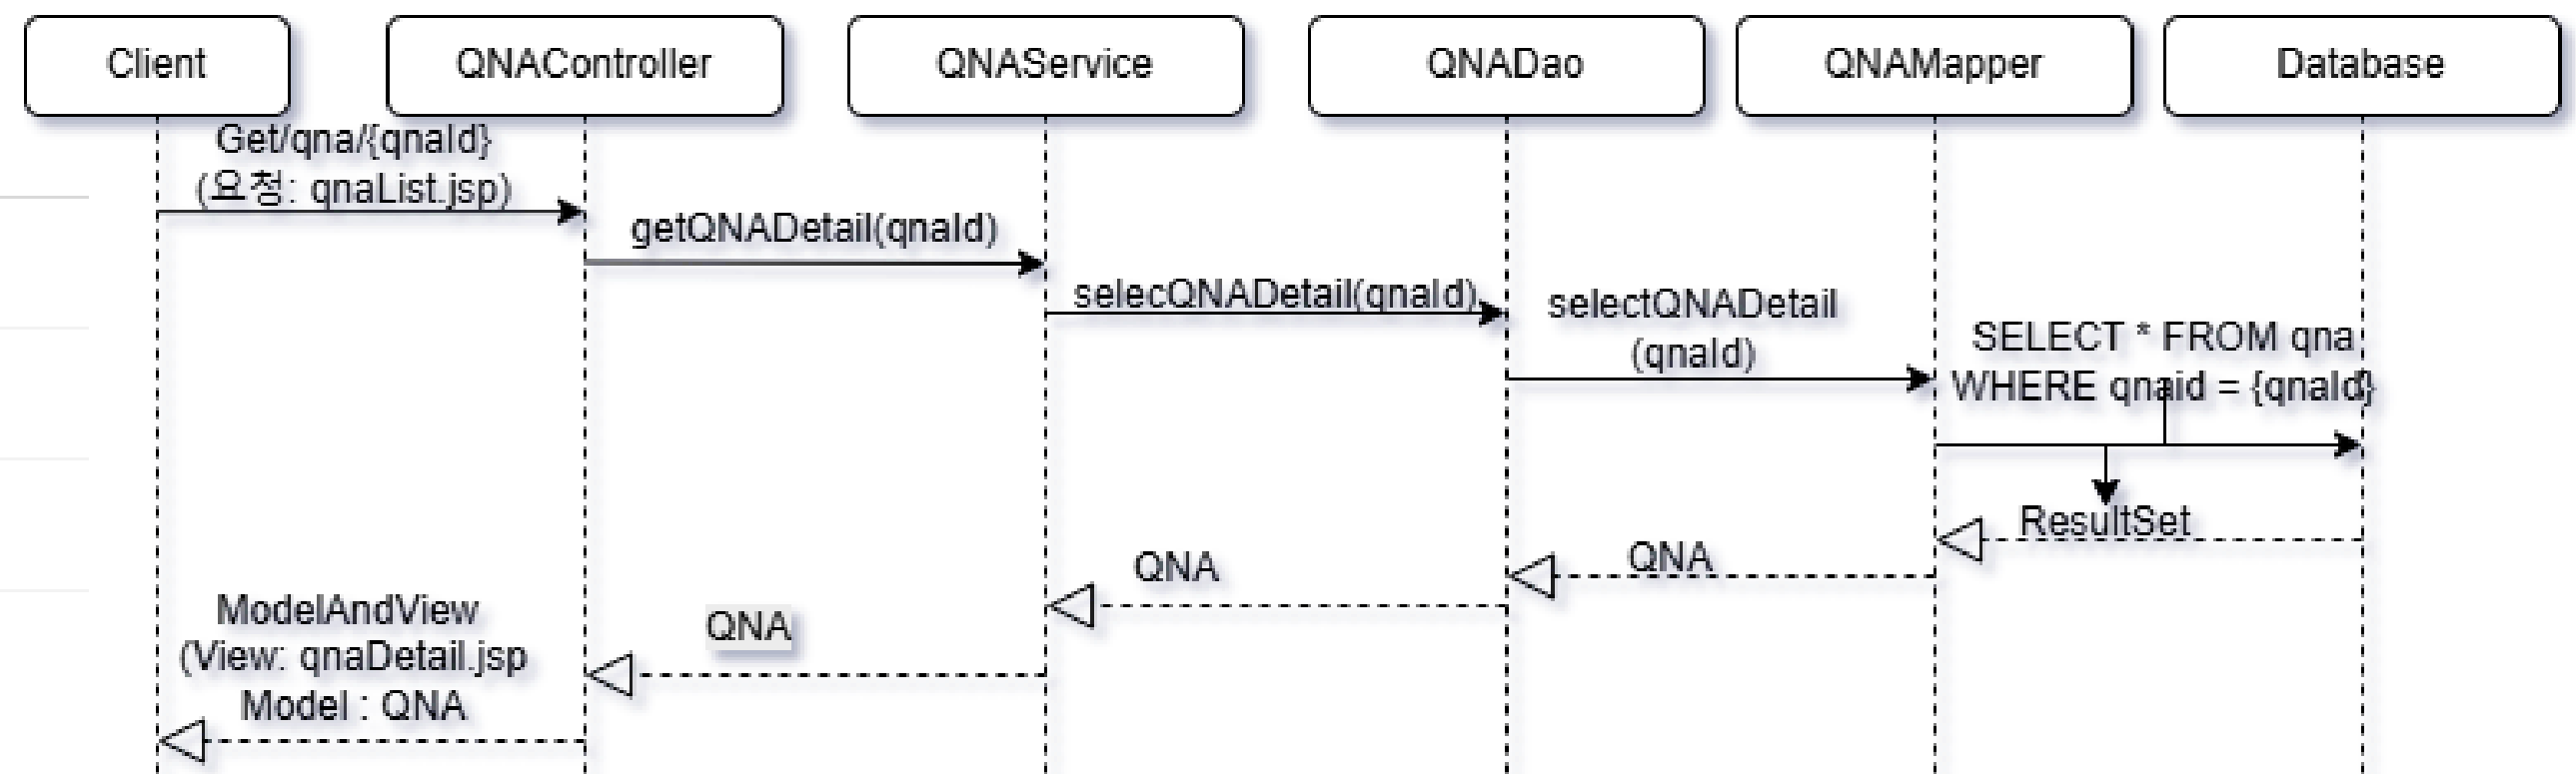 Client
QNAController
QNAService
QNADao
QNAMapper
Database
Get/qna/{qnaId}
(요청: qnaList.jsp)
getQNADetail(qnaId)
selecQNADetail(qnaId)
selectQNADetail
(qnaId)
SELECT * FROM qna
WHERE qnaid = {qnaId}
ResultSet
QNA
QNA
QNA
ModelAndView
(View: qnaDetail.jsp
Model : QNA